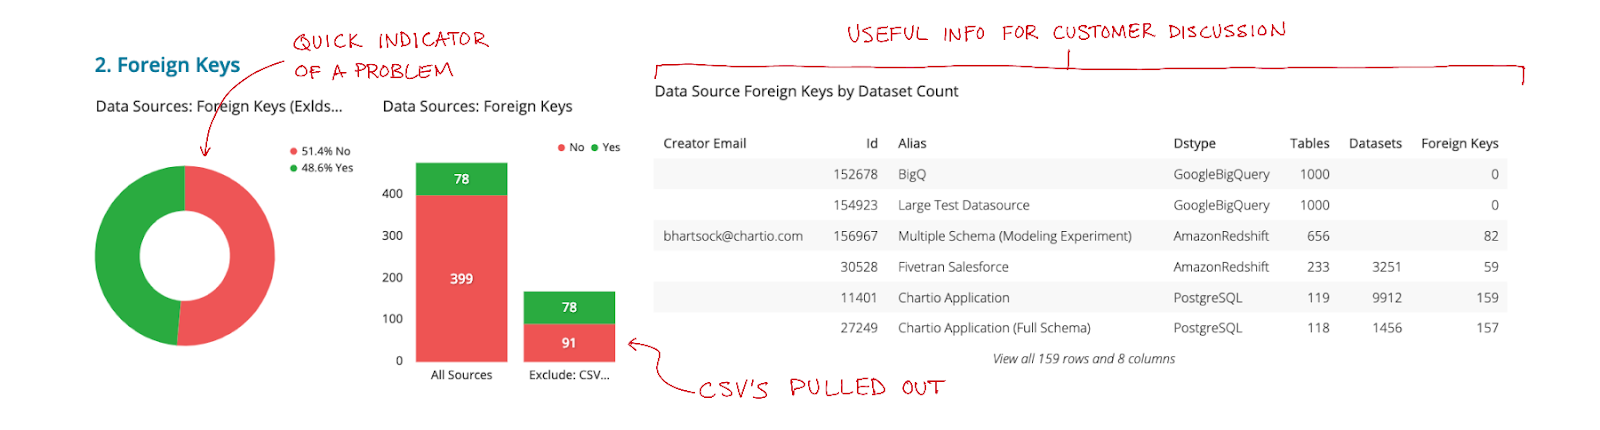 QUICK INDICATOR
OF A PROBLEM
USEFUL INFO FOR CUSTOMER DISCUSSION
2. Foreign Keys
Data Sources: Foreign Keys (ExIds...
51.4% No
48.6% Yes
Data Sources: Foreign Keys
No Yes
400
300
200
100
0
78
399
78
91
All Sources Exclude: CSV...
CSV'S PULLED OUT
Data Source Foreign Keys by Dataset Count
Creator Email Id Alias Dstype Tables Datasets Foreign Keys
152678 BigQ GoogleBigQuery 1000 0
154923 Large Test Datasource GoogleBigQuery 1000 0
bhartsock@chartio.com 156967 Multiple Schema (Modeling Experiment) AmazonRedshift 656 82
30528 Fivetran Salesforce AmazonRedshift 233 3251 59
11401 Chartio Application PostgreSQL 119 9912 159
27249 Chartio Application (Full Schema) PostgreSQL 118 1456 157
View all 159 rows and 8 columns